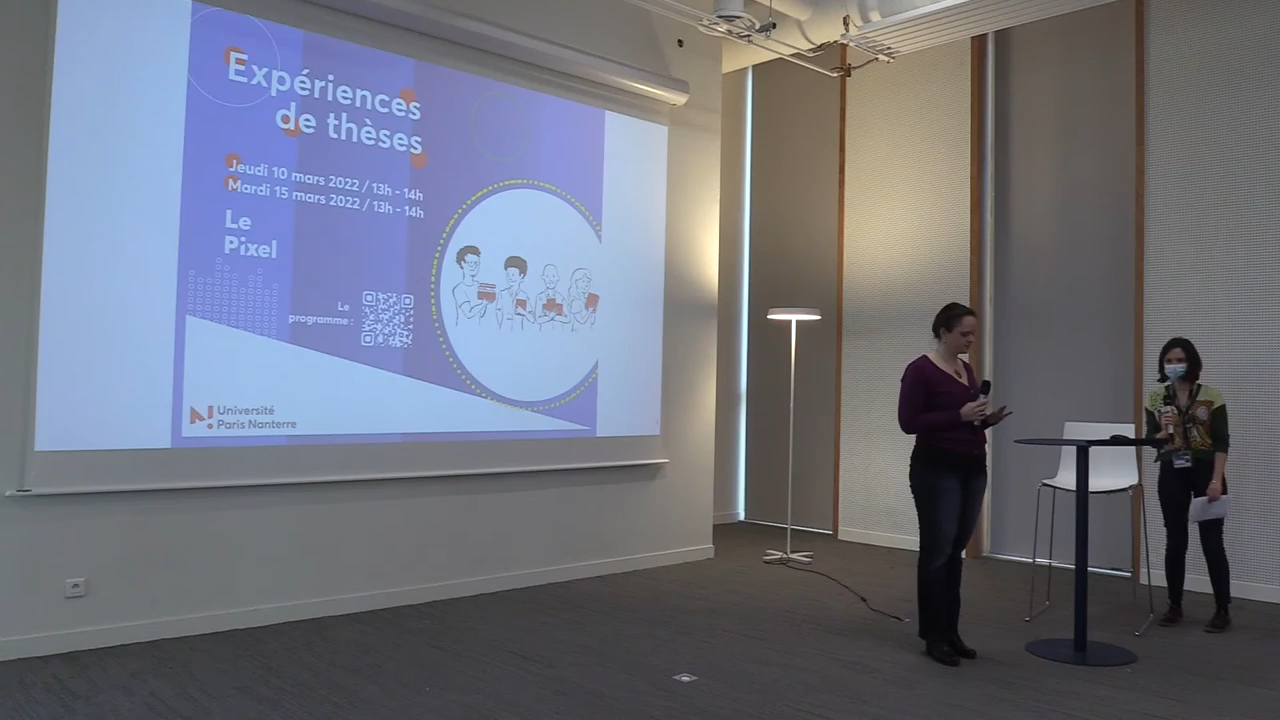 Expériences
de thèses
Jeudi 10 mars 2022 / 13h - 14h
Mardi 15 mars 2022 / 13h - 14h
Le
Pixel
Le
programme :
Université
Paris Nanterre